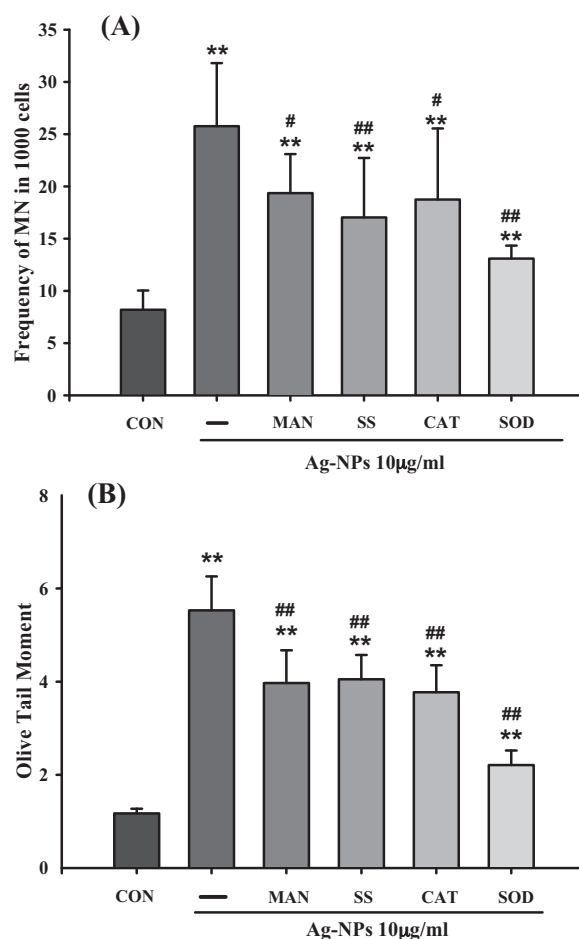 (A)
Frequency of MN in 1000 cells
35
30
25
20
15
10
5
0
**
#
**
##
**
#
**
##
**
CON
—
MAN
SS
CAT
SOD
Ag-NPs 10μg/ml
(B)
Olive Tail Moment
8
6
4
2
0
**
##
**
##
**
##
**
##
**
CON
—
MAN
SS
CAT
SOD
Ag-NPs 10μg/ml